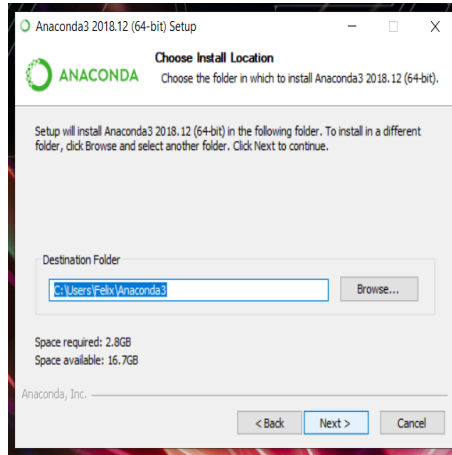 Anaconda3 2018.12 (64-bit) Setup
ANACONDA
Choose Install Location
Choose the folder in which to install Anaconda3 2018.12 (64-bit).
Setup will install Anaconda3 2018.12 (64-bit) in the following folder. To install in a different
folder, click Browse and select another folder. Click Next to continue.
Destination Folder
C:\Users\Felix\Anaconda3
Browse...
Space required: 2.8GB
Space available: 16.7GB
Anaconda, Inc.
< Back
Next >
Cancel